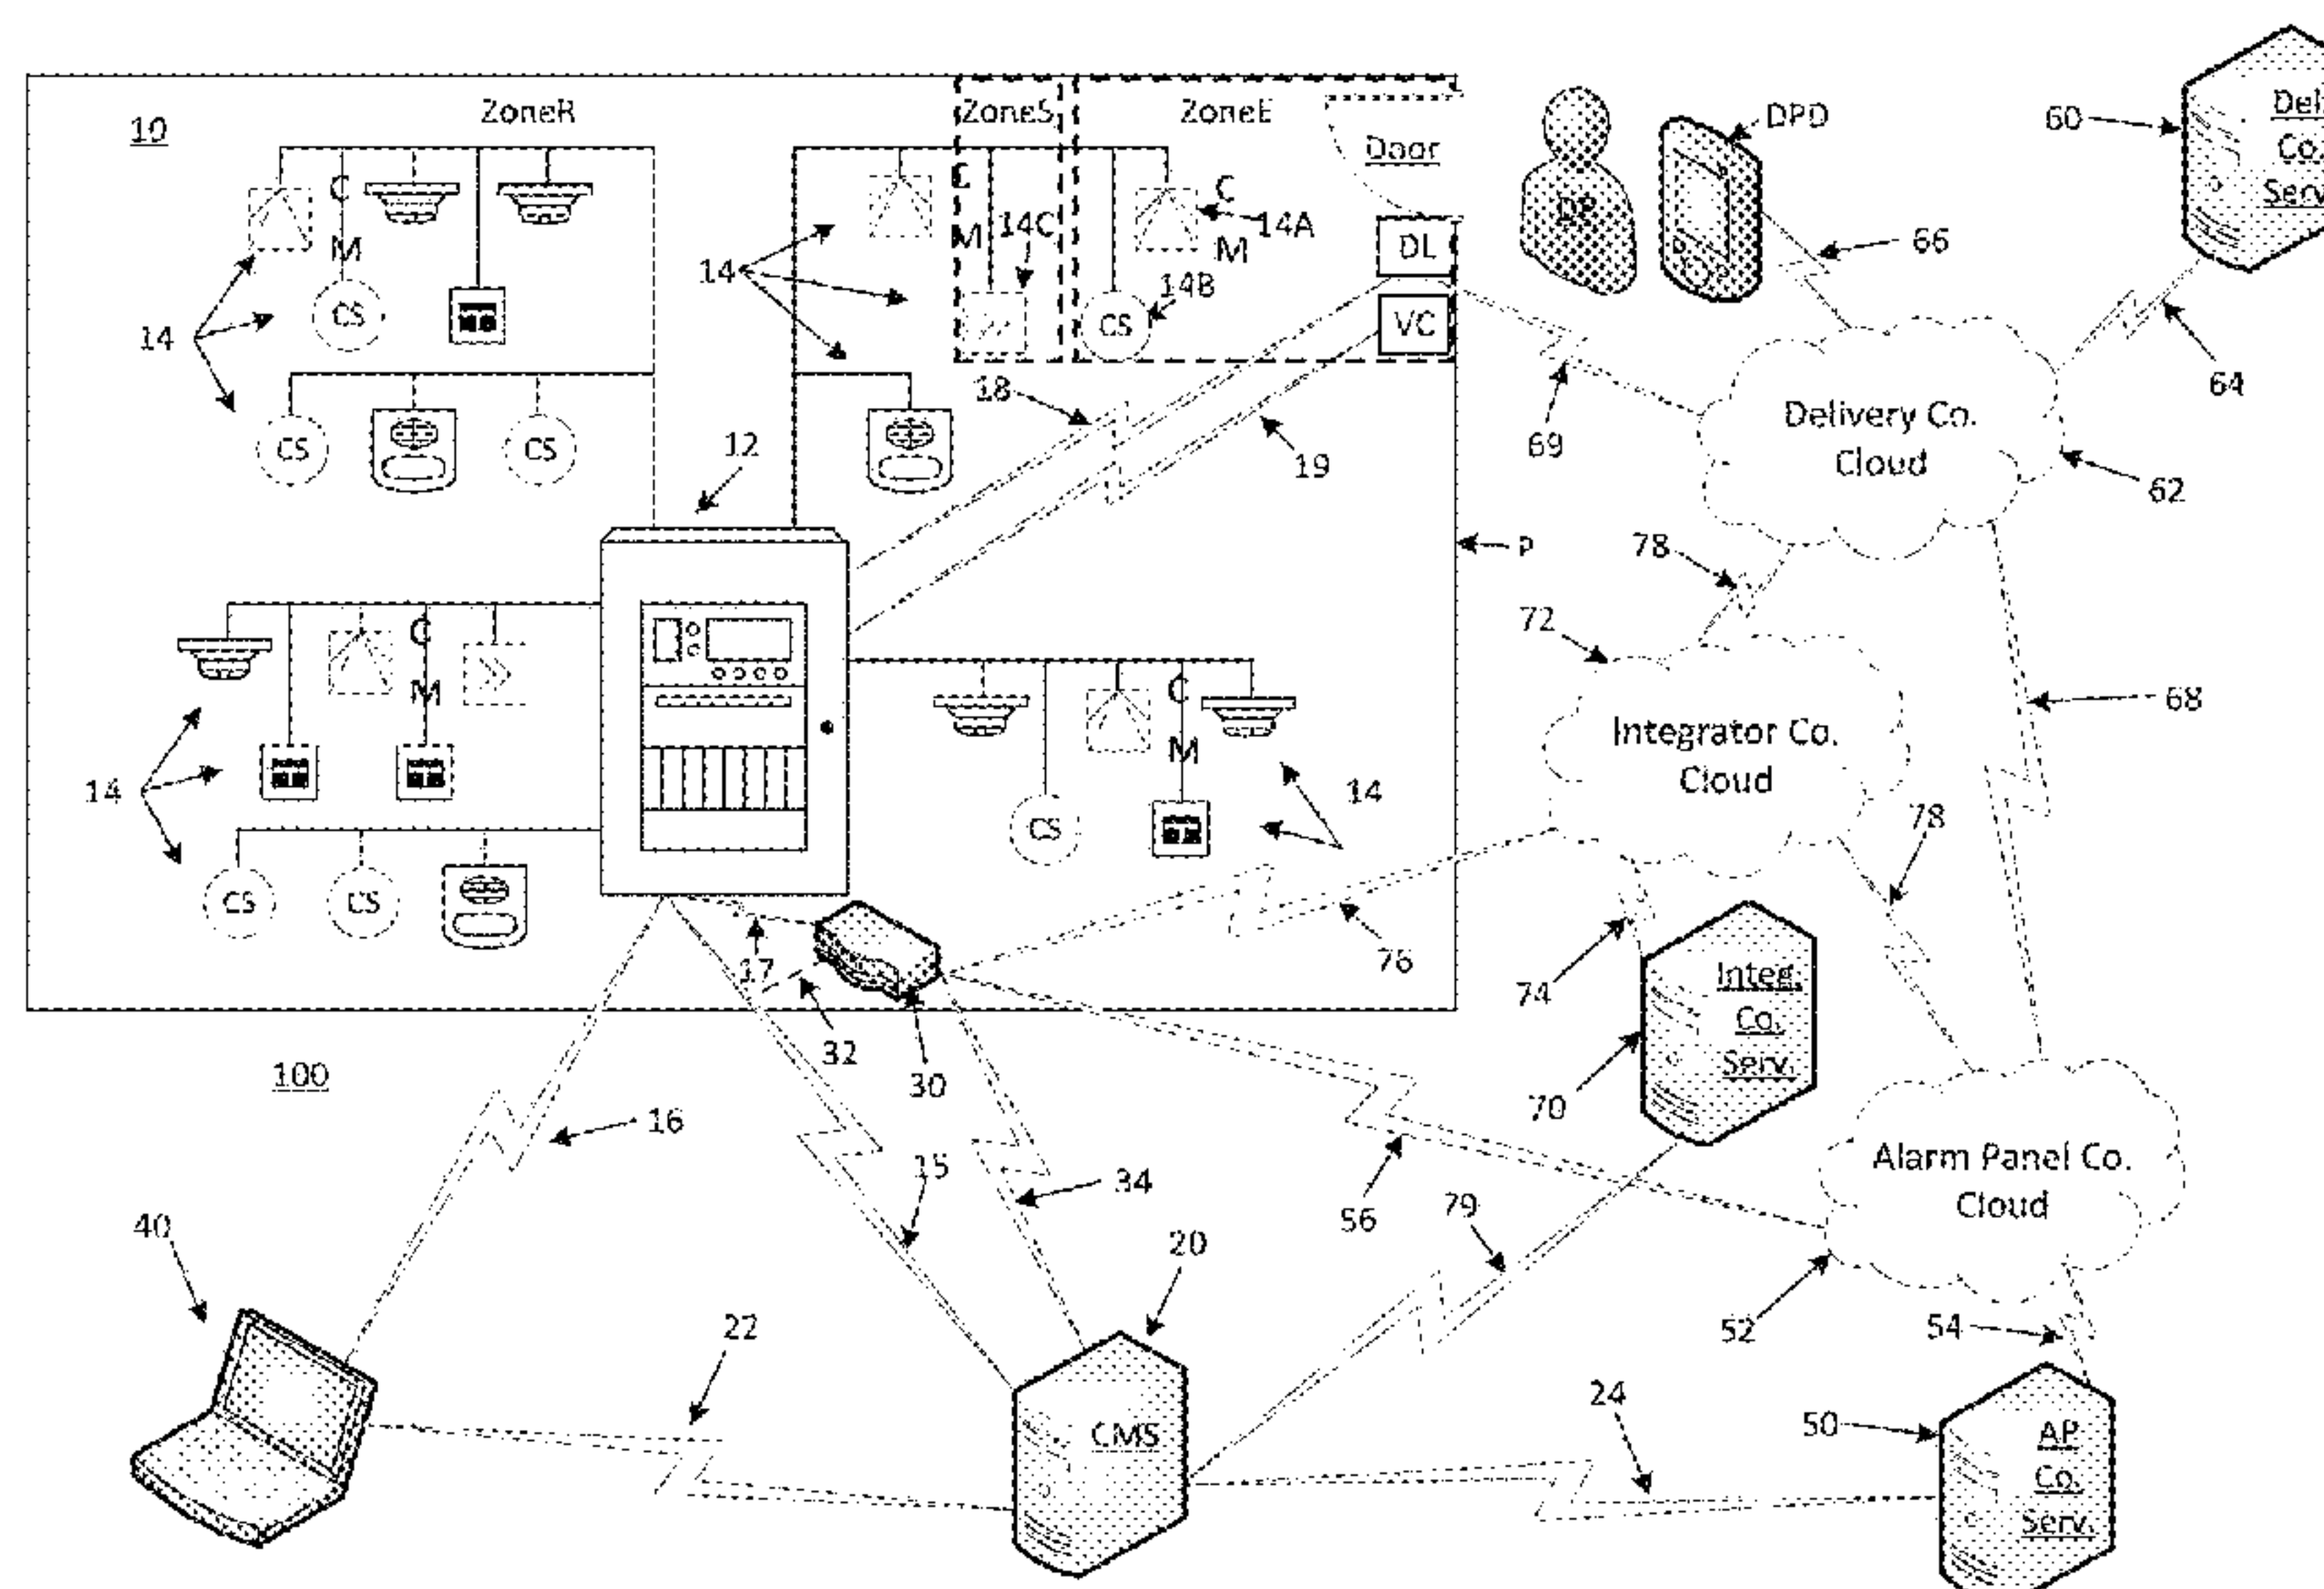 10
ZoneR
ZoneS
ZoneE
Door
DPD
60
C
M
C
M
14C
C
M
14A
14B
DL
VC
CS
CS
14
14
66
64
69
CS
CS
12
18
19
Delivery Co.
Cloud
62
P
78
72
68
C
M
14
C
M
CS
14
Integrator Co.
Cloud
78
CS
CS
17
76
74
Integ.
Co.
Serv.
32
30
100
70
16
15
34
56
79
Alarm Panel Co.
Cloud
40
20
52
54
22
24
50
CMS
AP
Co.
Serv.